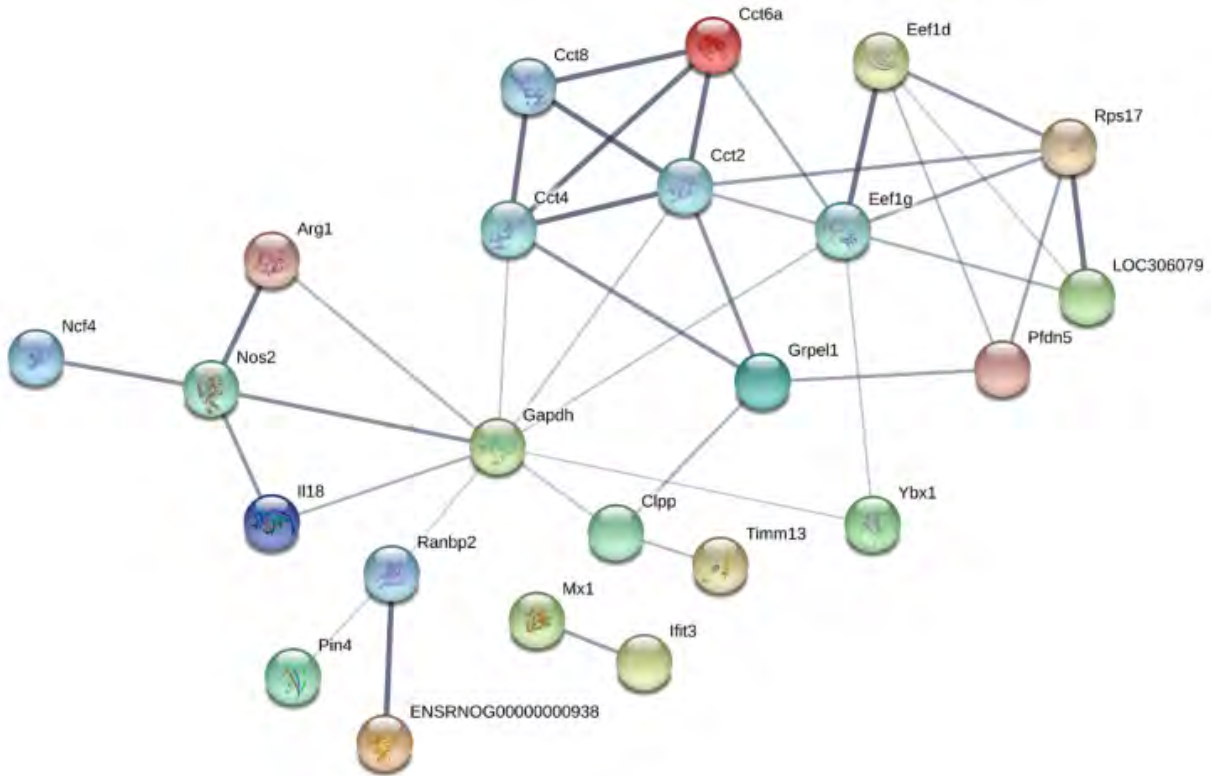 Cct6a
Eef1d
Cct8
Rps17
Cct2
Cct4
Eef1g
Arg1
LOC306079
Ncf4
Nos2
Pfdn5
Grpel1
Gapdh
Il18
Clpp
Ybx1
Timm13
Ranbp2
Mx1
Ifit3
Pin4
ENSRNOG00000000938